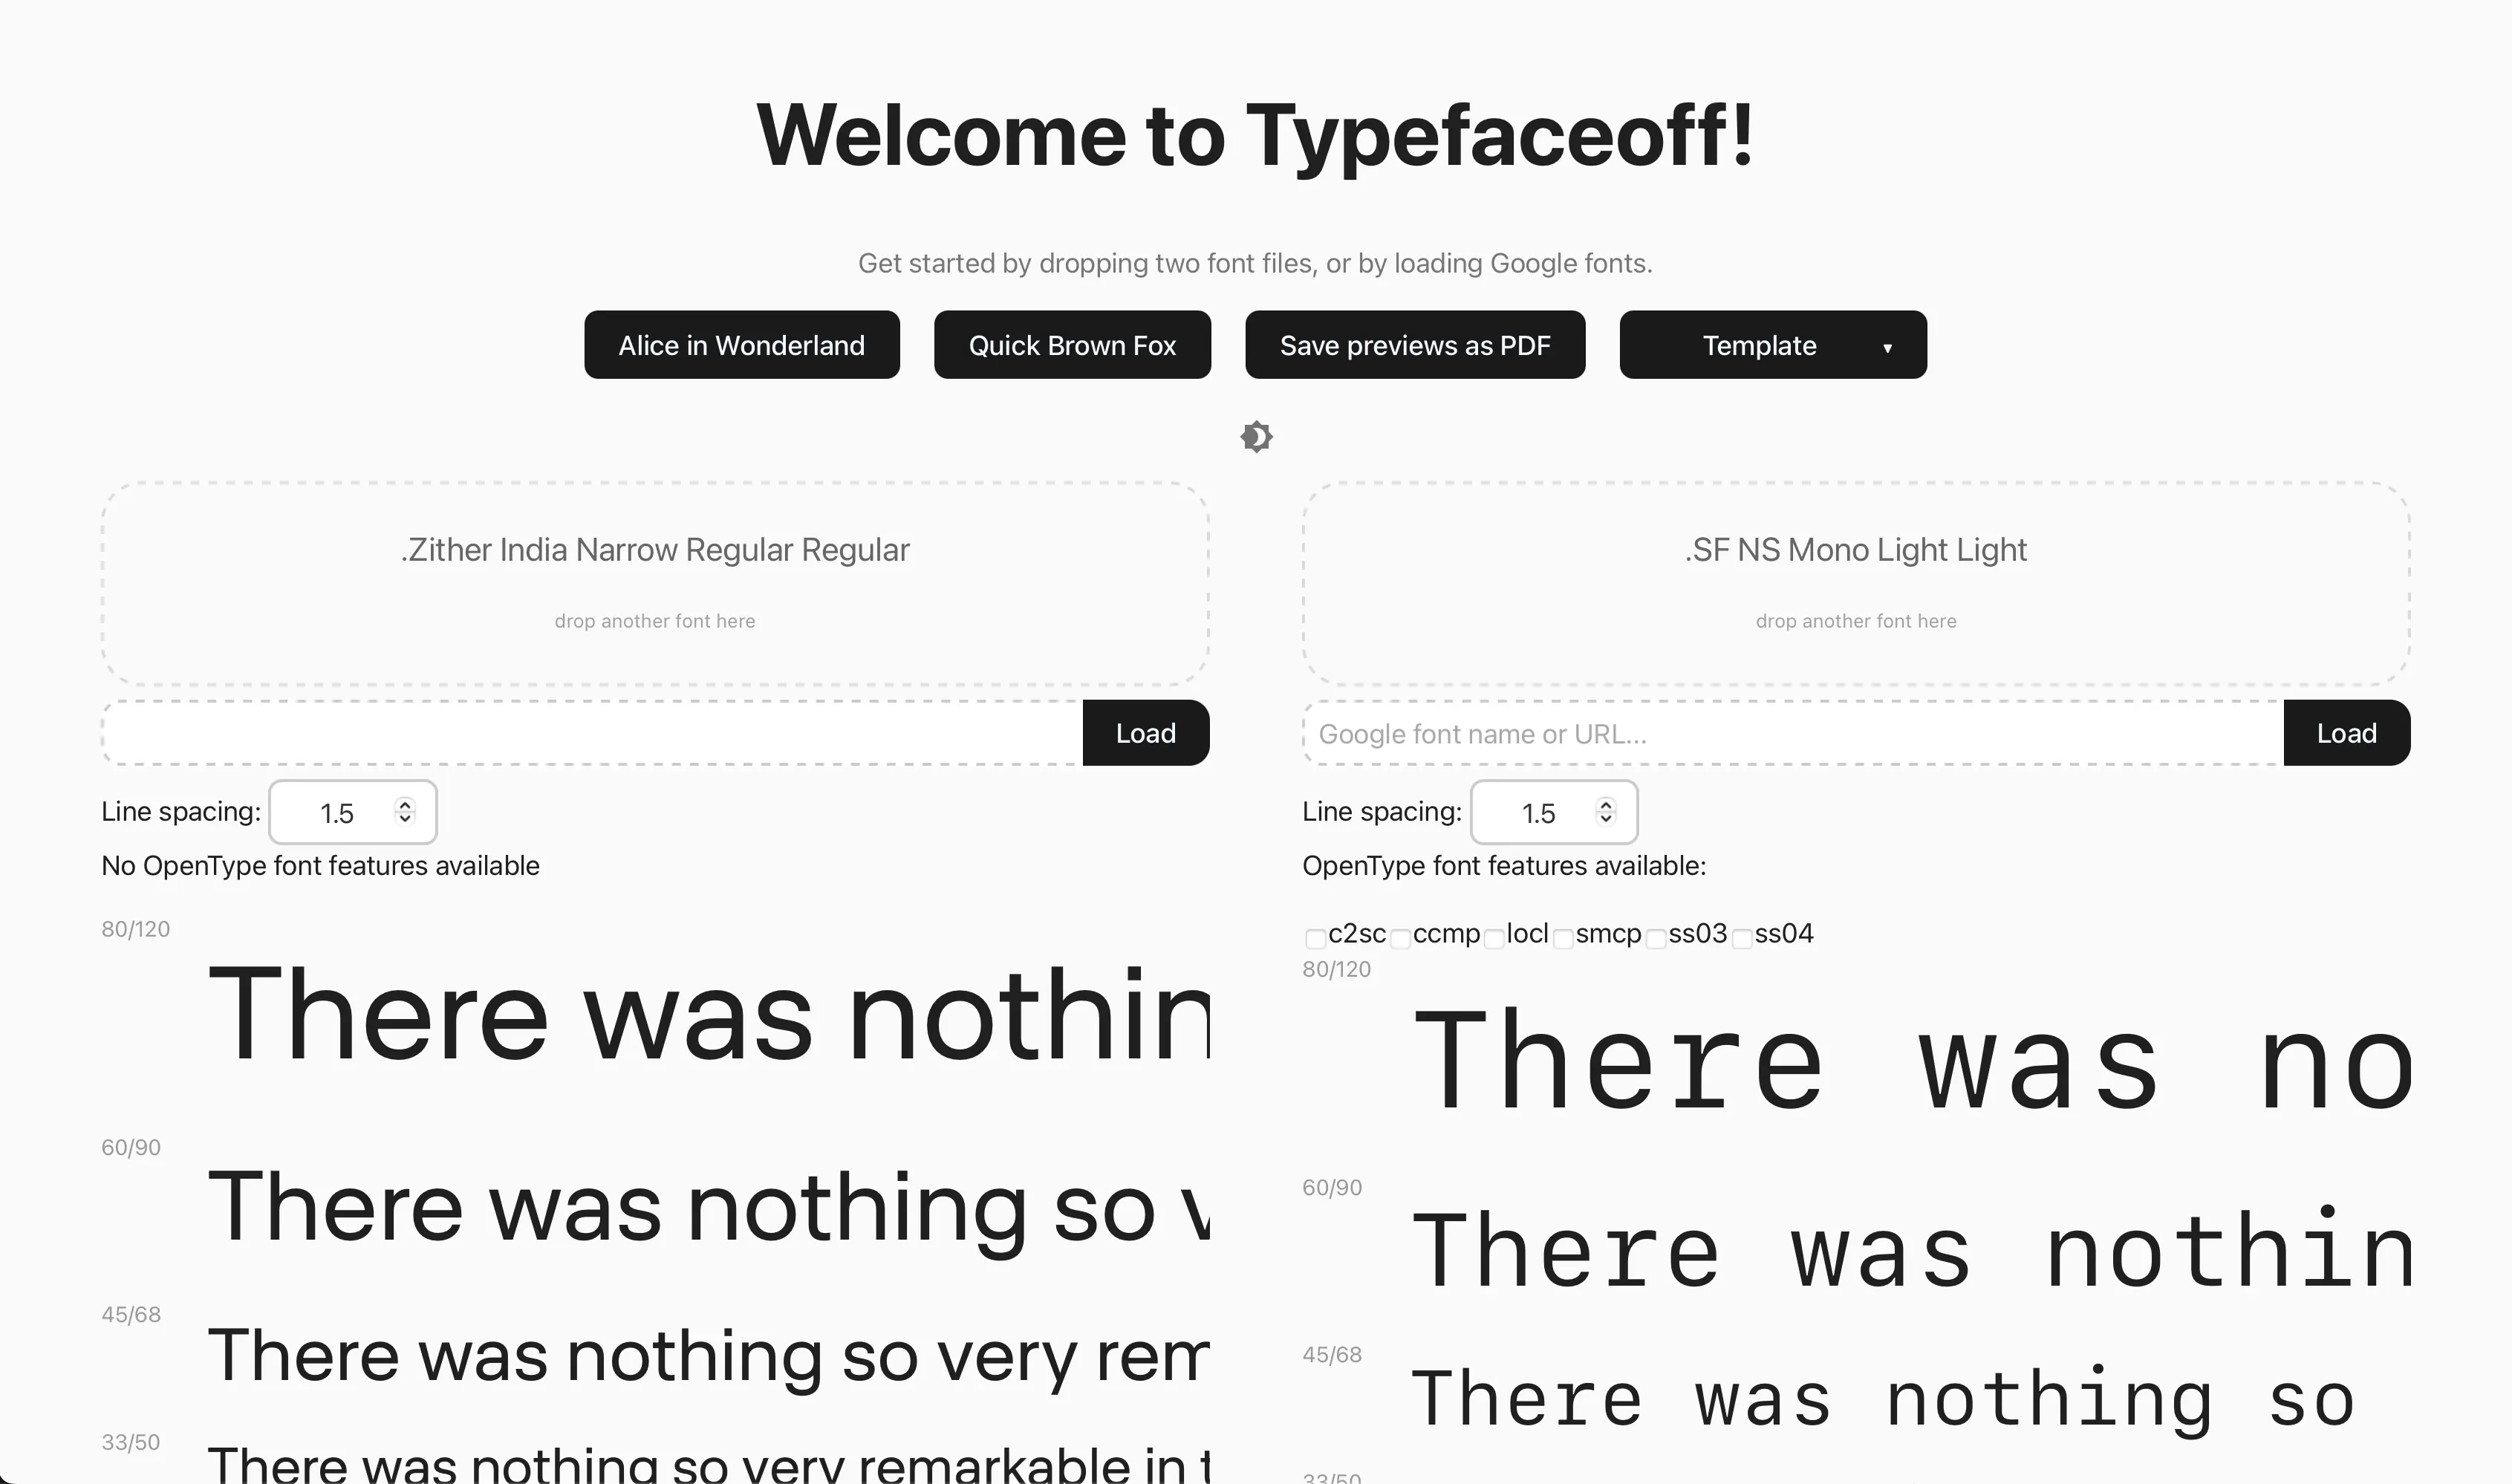 Welcome to Typefaceoff!
Get started by dropping two font files, or by loading Google fonts.
Alice in Wonderland
Quick Brown Fox
Save previews as PDF
Template ▼
.Zither India Narrow Regular Regular
drop another font here
Load
Line spacing: 1.5
No OpenType font features available
80/120
There was nothin
60/90
There was nothing so v
45/68
There was nothing so very rem
33/50
There was nothing so very remarkable in t
.SF NS Mono Light Light
drop another font here
Google font name or URL...
Load
Line spacing: 1.5
OpenType font features available:
c2sc ccmp locl smcp ss03 ss04
80/120
There was no
60/90
There was nothin
45/68
There was nothing so
33/50